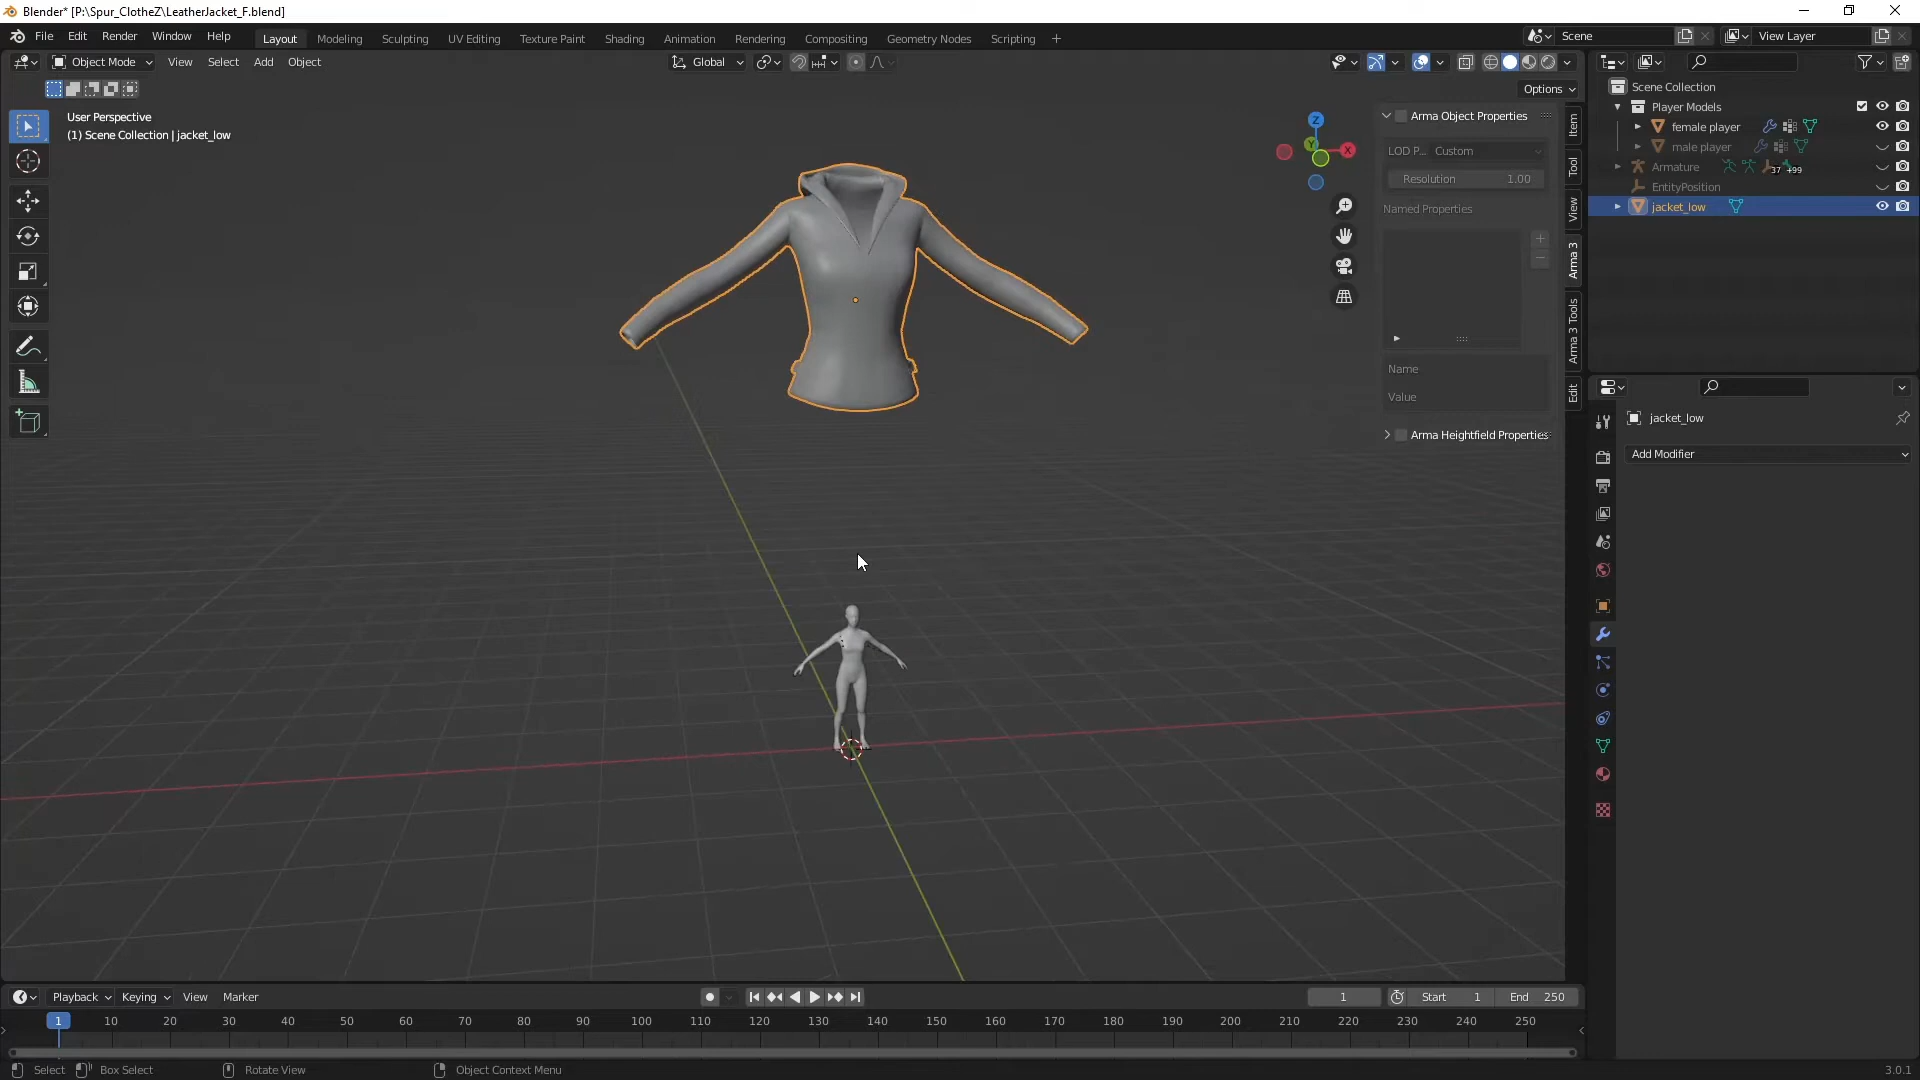 Blender* [P:\Spur_ClotheZ\LeatherJacket_F.blend]
File Edit Render Window Help Layout Modeling Sculpting UV Editing Texture Paint Shading Animation Rendering Compositing Geometry Nodes Scripting + Scene View Layer
Object Mode View Select Add Object Global
Options
User Perspective
(1) Scene Collection | jacket_low
Z
Y
X
Arma Object Properties
LOD P... Custom
Resolution 1.00
Named Properties
Name
Value
Arma Heightfield Properties
Item
Tool
View
Arma 3
Arma 3 Tools
Edit
Scene Collection
Player Models
female player
male player
Armature 37 +99
EntityPosition
jacket_low
jacket_low
Add Modifier
Playback Keying View Marker 1 Start 1 End 250
1 10 20 30 40 50 60 70 80 90 100 110 120 130 140 150 160 170 180 190 200 210 220 230 240 250
Select Box Select Rotate View Object Context Menu 3.0.1